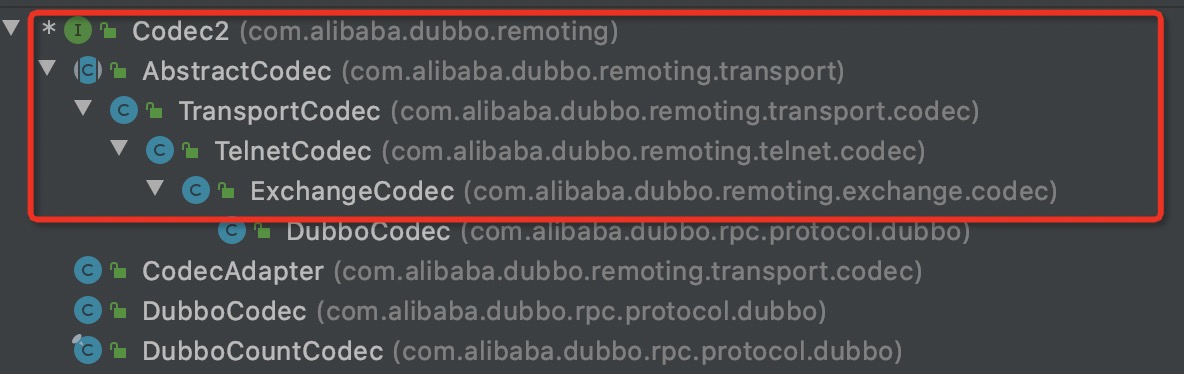 * I Codec2 (com.alibaba.dubbo.remoting)
C AbstractCodec (com.alibaba.dubbo.remoting.transport)
C TransportCodec (com.alibaba.dubbo.remoting.transport.codec)
C TelnetCodec (com.alibaba.dubbo.remoting.telnet.codec)
C ExchangeCodec (com.alibaba.dubbo.remoting.exchange.codec)
C DubboCodec (com.alibaba.dubbo.rpc.protocol.dubbo)
C CodecAdapter (com.alibaba.dubbo.remoting.transport.codec)
C DubboCodec (com.alibaba.dubbo.rpc.protocol.dubbo)
C DubboCountCodec (com.alibaba.dubbo.rpc.protocol.dubbo)